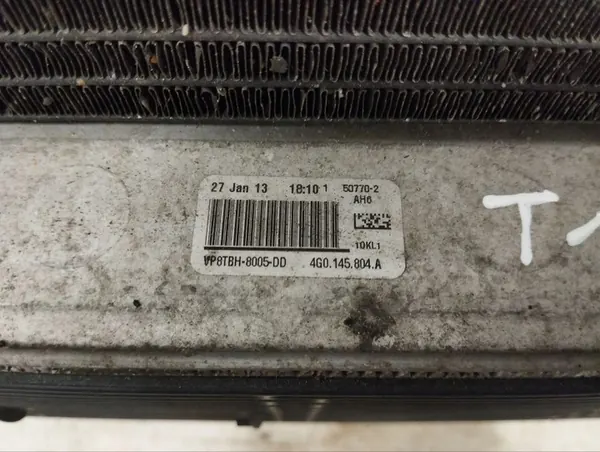 27 Jan 13 18:10 1 50770-2
AH6
10KL1
VP8TBH-8005-DD 4G0.145.804.A
T